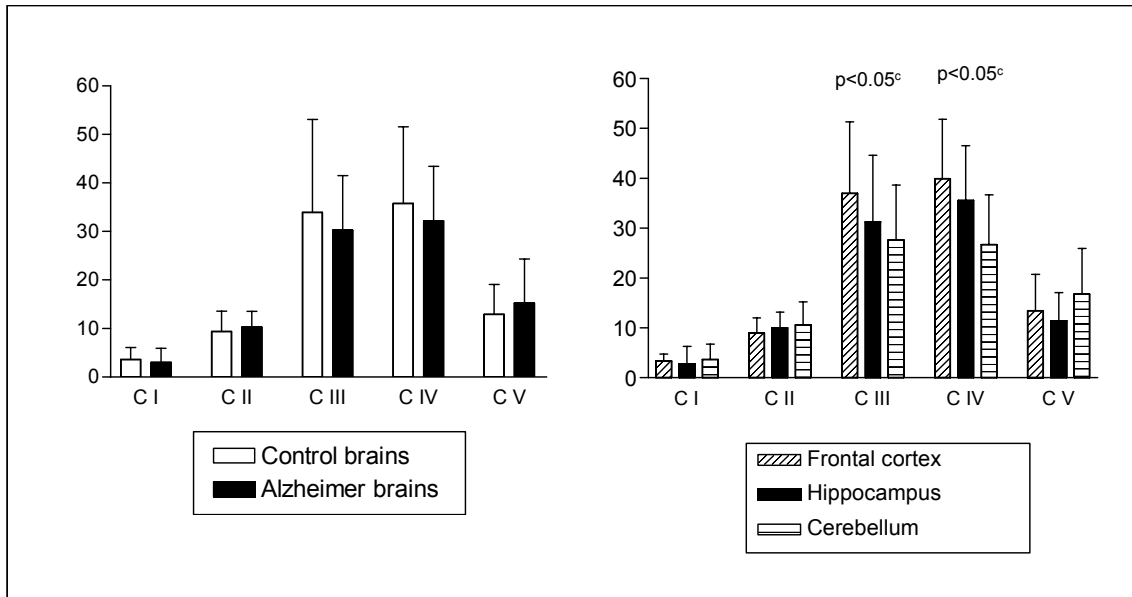 60
50
40
30
20
10
0
C I C II C III C IV C V
Control brains
Alzheimer brains
p<0.05ᶜ p<0.05ᶜ
60
50
40
30
20
10
0
C I C II C III C IV C V
Frontal cortex
Hippocampus
Cerebellum